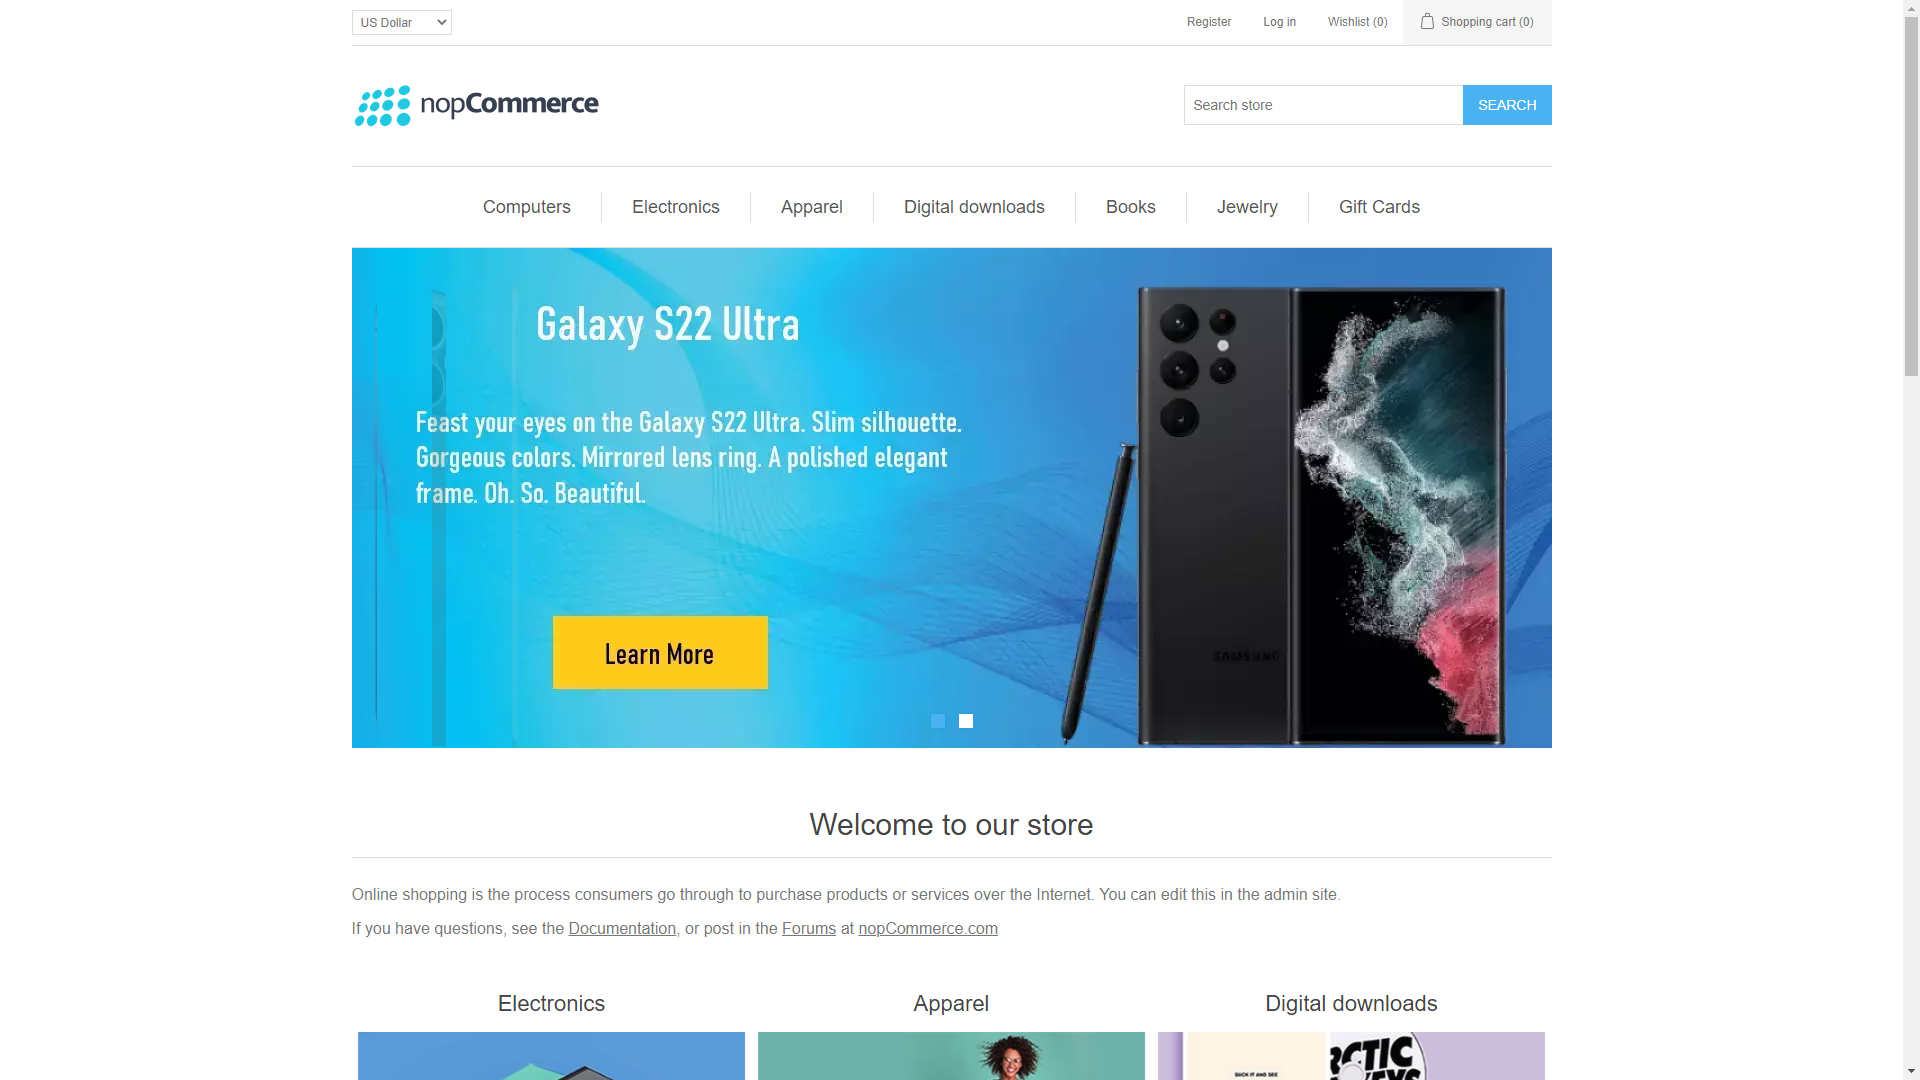 US Dollar
Register
Log in
Wishlist (0)
Shopping cart (0)
nopCommerce
Search store
SEARCH
Computers
Electronics
Apparel
Digital downloads
Books
Jewelry
Gift Cards
Galaxy S22 Ultra
Feast your eyes on the Galaxy S22 Ultra. Slim silhouette.
Gorgeous colors. Mirrored lens ring. A polished elegant
frame. Oh. So. Beautiful.
SAMSUNG
Learn More
Welcome to our store
Online shopping is the process consumers go through to purchase products or services over the Internet. You can edit this in the admin site.
If you have questions, see the Documentation, or post in the Forums at nopCommerce.com
Electronics
Apparel
Digital downloads
SUCK IT AND SEE